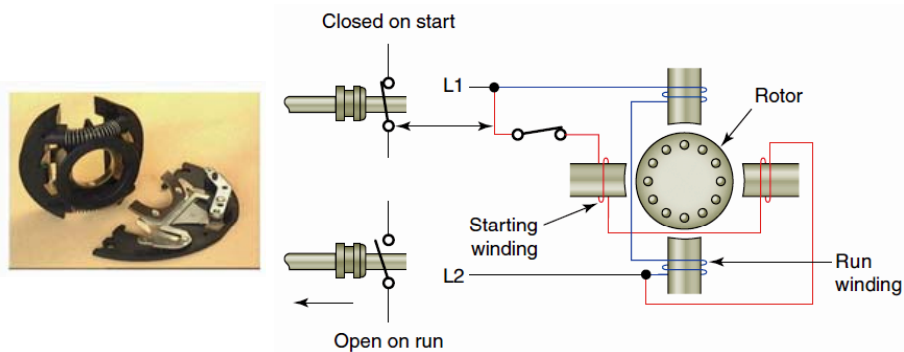 Closed on start
L1
Rotor
Starting
winding
L2
Run
winding
Open on run